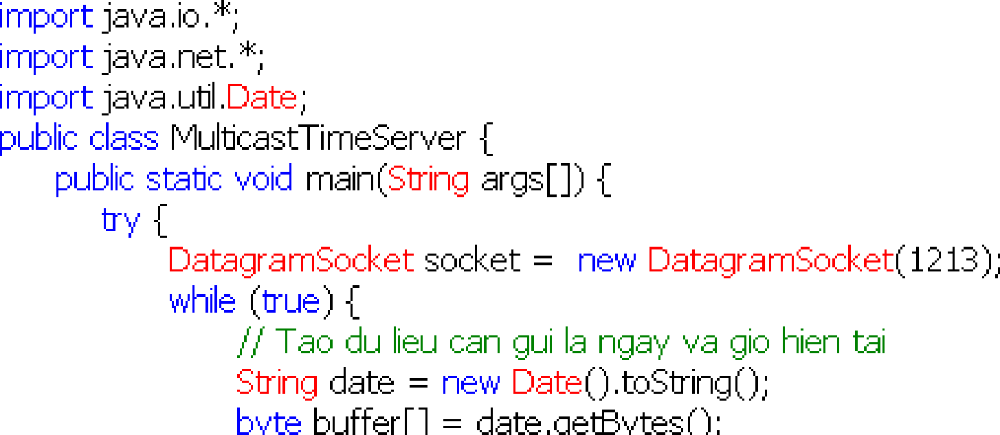 import java.io.*;
import java.net.*;
import java.util.Date;
public class MulticastTimeServer {
public static void main(String args[]) {
try {
DatagramSocket socket =  new DatagramSocket(1213);
while (true) {
// Tao du lieu can gui la ngay va gio hien tai
String date = new Date().toString();
byte buffer[] = date.getBytes();